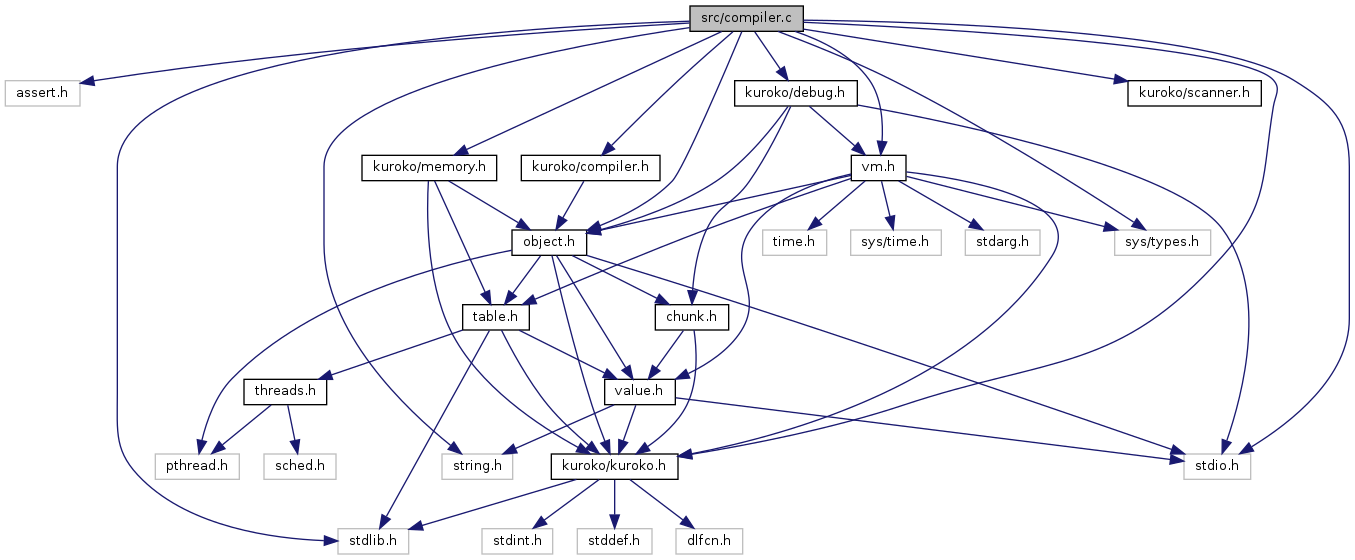 src/compiler.c
assert.h
kuroko/debug.h
kuroko/scanner.h
kuroko/memory.h
kuroko/compiler.h
vm.h
object.h
time.h
sys/time.h
stdarg.h
sys/types.h
table.h
chunk.h
threads.h
value.h
pthread.h
sched.h
string.h
kuroko/kuroko.h
stdio.h
stdlib.h
stdint.h
stddef.h
dlfcn.h